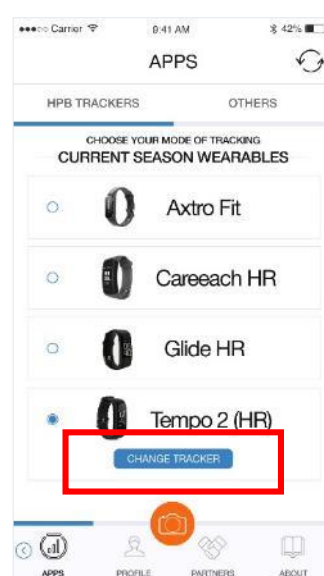 Carrier 9:41 AM 42%
APPS
HPB TRACKERS OTHERS
CHOOSE YOUR MODE OF TRACKING
CURRENT SEASON WEARABLES
Axtro Fit
Careeach HR
Glide HR
Tempo 2 (HR)
CHANGE TRACKER
APPS PROFILE PARTNERS ABOUT